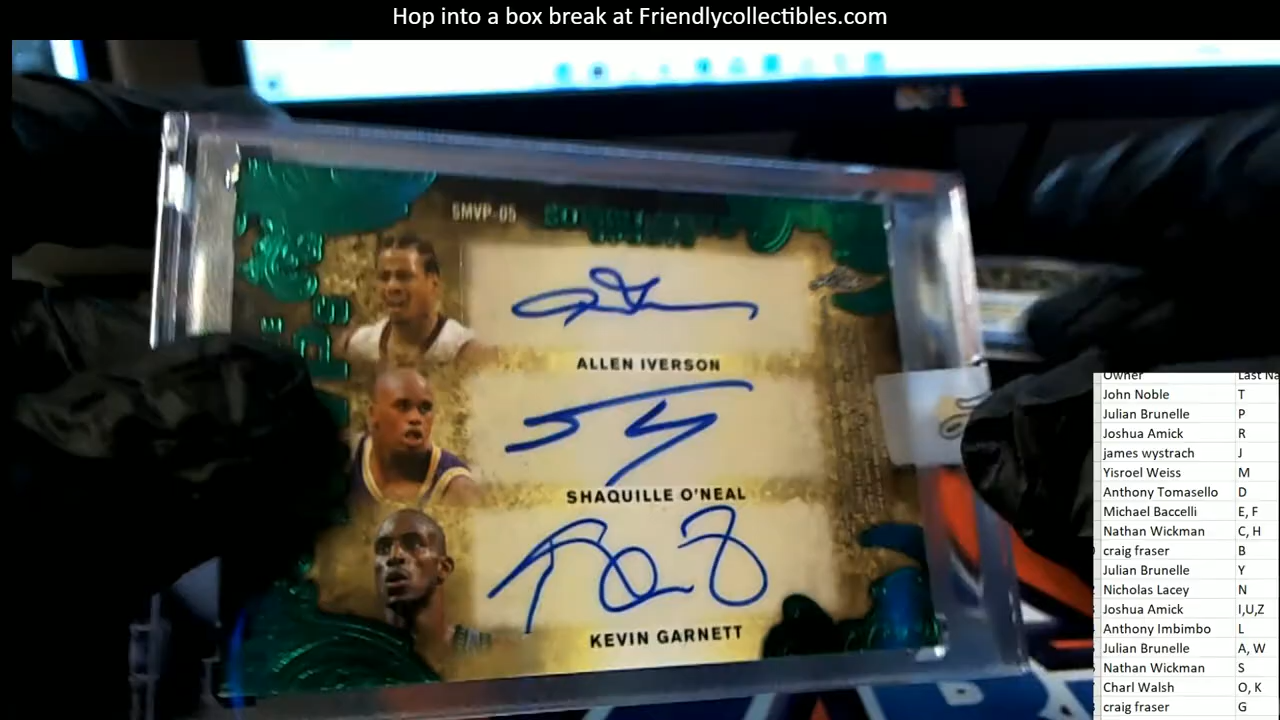 Hop into a box break at Friendlycollectibles.com
SMVP-05
ALLEN IVERSON
SHAQUILLE O'NEAL
KEVIN GARNETT
Owner Last Na
John Noble T
Julian Brunelle P
Joshua Amick R
james wystrach J
Yisroel Weiss M
Anthony Tomasello D
Michael Baccelli E, F
Nathan Wickman C, H
craig fraser B
Julian Brunelle Y
Nicholas Lacey N
Joshua Amick I,U,Z
Anthony Imbimbo L
Julian Brunelle A, W
Nathan Wickman S
Charl Walsh O, K
craig fraser G